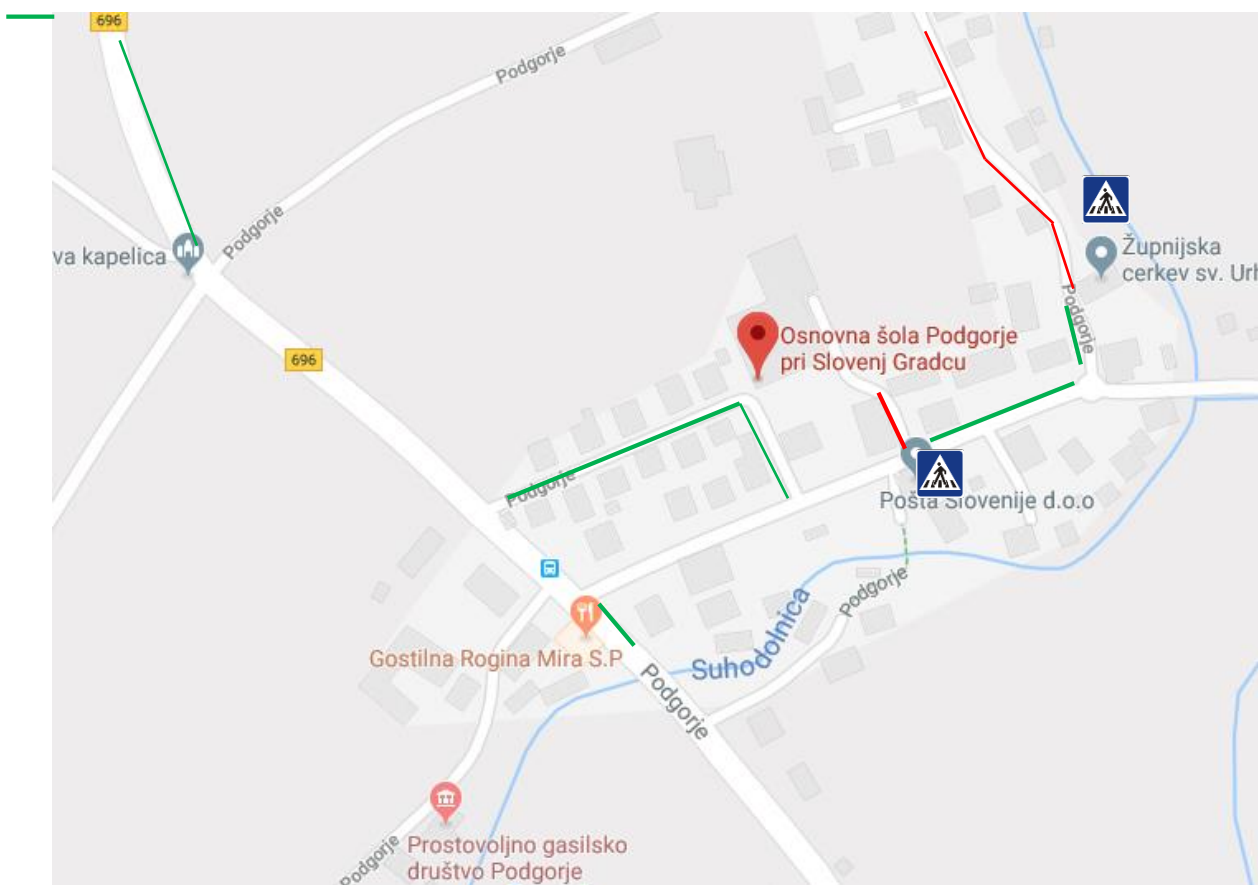 696
Podgorje
Podgorje
va kapelica
Župnijska
cerkev sv. Urh
Podgorje
696
Osnovna šola Podgorje
pri Slovenj Gradcu
Podgorje
Pošta Slovenije d.o.o
Podgorje
Suhodolnica
Gostilna Rogina Mira S.P
Podgorje
Prostovoljno gasilsko
društvo Podgorje
Podgorje